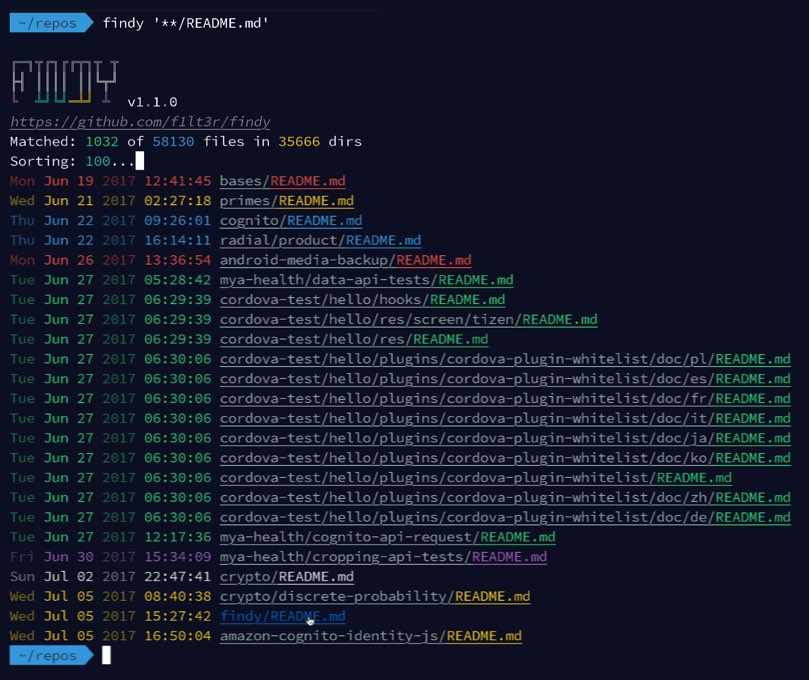 ~/repos findy '**/README.md'
FINDY v1.1.0
https://github.com/f1lt3r/findy
Matched: 1032 of 58130 files in 35666 dirs
Sorting: 100...
Mon Jun 19 2017 12:41:45 bases/README.md
Wed Jun 21 2017 02:27:18 primes/README.md
Thu Jun 22 2017 09:26:01 cognito/README.md
Thu Jun 22 2017 16:14:11 radial/product/README.md
Mon Jun 26 2017 13:36:54 android-media-backup/README.md
Tue Jun 27 2017 05:28:42 mya-health/data-api-tests/README.md
Tue Jun 27 2017 06:29:39 cordova-test/hello/hooks/README.md
Tue Jun 27 2017 06:29:39 cordova-test/hello/res/screen/tizen/README.md
Tue Jun 27 2017 06:29:39 cordova-test/hello/res/README.md
Tue Jun 27 2017 06:30:06 cordova-test/hello/plugins/cordova-plugin-whitelist/doc/pl/README.md
Tue Jun 27 2017 06:30:06 cordova-test/hello/plugins/cordova-plugin-whitelist/doc/es/README.md
Tue Jun 27 2017 06:30:06 cordova-test/hello/plugins/cordova-plugin-whitelist/doc/fr/README.md
Tue Jun 27 2017 06:30:06 cordova-test/hello/plugins/cordova-plugin-whitelist/doc/it/README.md
Tue Jun 27 2017 06:30:06 cordova-test/hello/plugins/cordova-plugin-whitelist/doc/ja/README.md
Tue Jun 27 2017 06:30:06 cordova-test/hello/plugins/cordova-plugin-whitelist/doc/ko/README.md
Tue Jun 27 2017 06:30:06 cordova-test/hello/plugins/cordova-plugin-whitelist/README.md
Tue Jun 27 2017 06:30:06 cordova-test/hello/plugins/cordova-plugin-whitelist/doc/zh/README.md
Tue Jun 27 2017 06:30:06 cordova-test/hello/plugins/cordova-plugin-whitelist/doc/de/README.md
Tue Jun 27 2017 12:17:36 mya-health/cognito-api-request/README.md
Fri Jun 30 2017 15:34:09 mya-health/cropping-api-tests/README.md
Sun Jul 02 2017 22:47:41 crypto/README.md
Wed Jul 05 2017 08:40:38 crypto/discrete-probability/README.md
Wed Jul 05 2017 15:27:42 findy/README.md
Wed Jul 05 2017 16:50:04 amazon-cognito-identity-js/README.md
~/repos